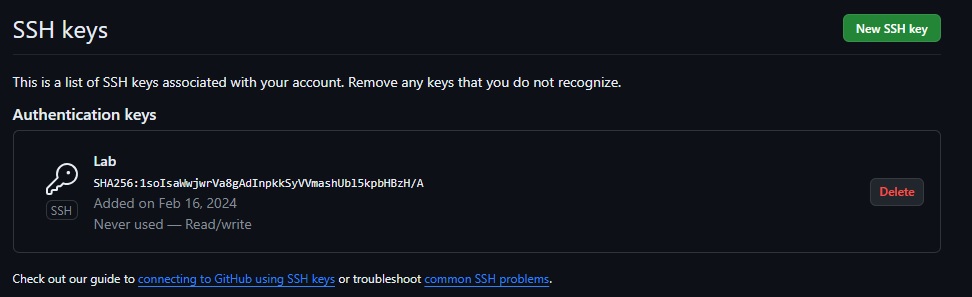 SSH keys
New SSH key
This is a list of SSH keys associated with your account. Remove any keys that you do not recognize.
Authentication keys
Lab
SHA256:1soIsaWwjwrVa8gAdInpkkSyVVmashUbl5kpbHBzH/A
SSH
Added on Feb 16, 2024
Never used — Read/write
Delete
Check out our guide to connecting to GitHub using SSH keys or troubleshoot common SSH problems.